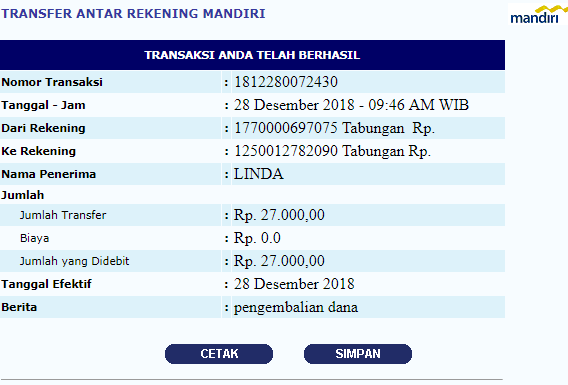 TRANSFER ANTAR REKENING MANDIRI
mandiri
TRANSAKSI ANDA TELAH BERHASIL
Nomor Transaksi : 1812280072430
Tanggal - Jam : 28 Desember 2018 - 09:46 AM WIB
Dari Rekening : 1770000697075 Tabungan Rp.
Ke Rekening : 1250012782090 Tabungan Rp.
Nama Penerima : LINDA
Jumlah
Jumlah Transfer : Rp. 27.000,00
Biaya : Rp. 0.0
Jumlah yang Didebit : Rp. 27.000,00
Tanggal Efektif : 28 Desember 2018
Berita : pengembalian dana
CETAK SIMPAN